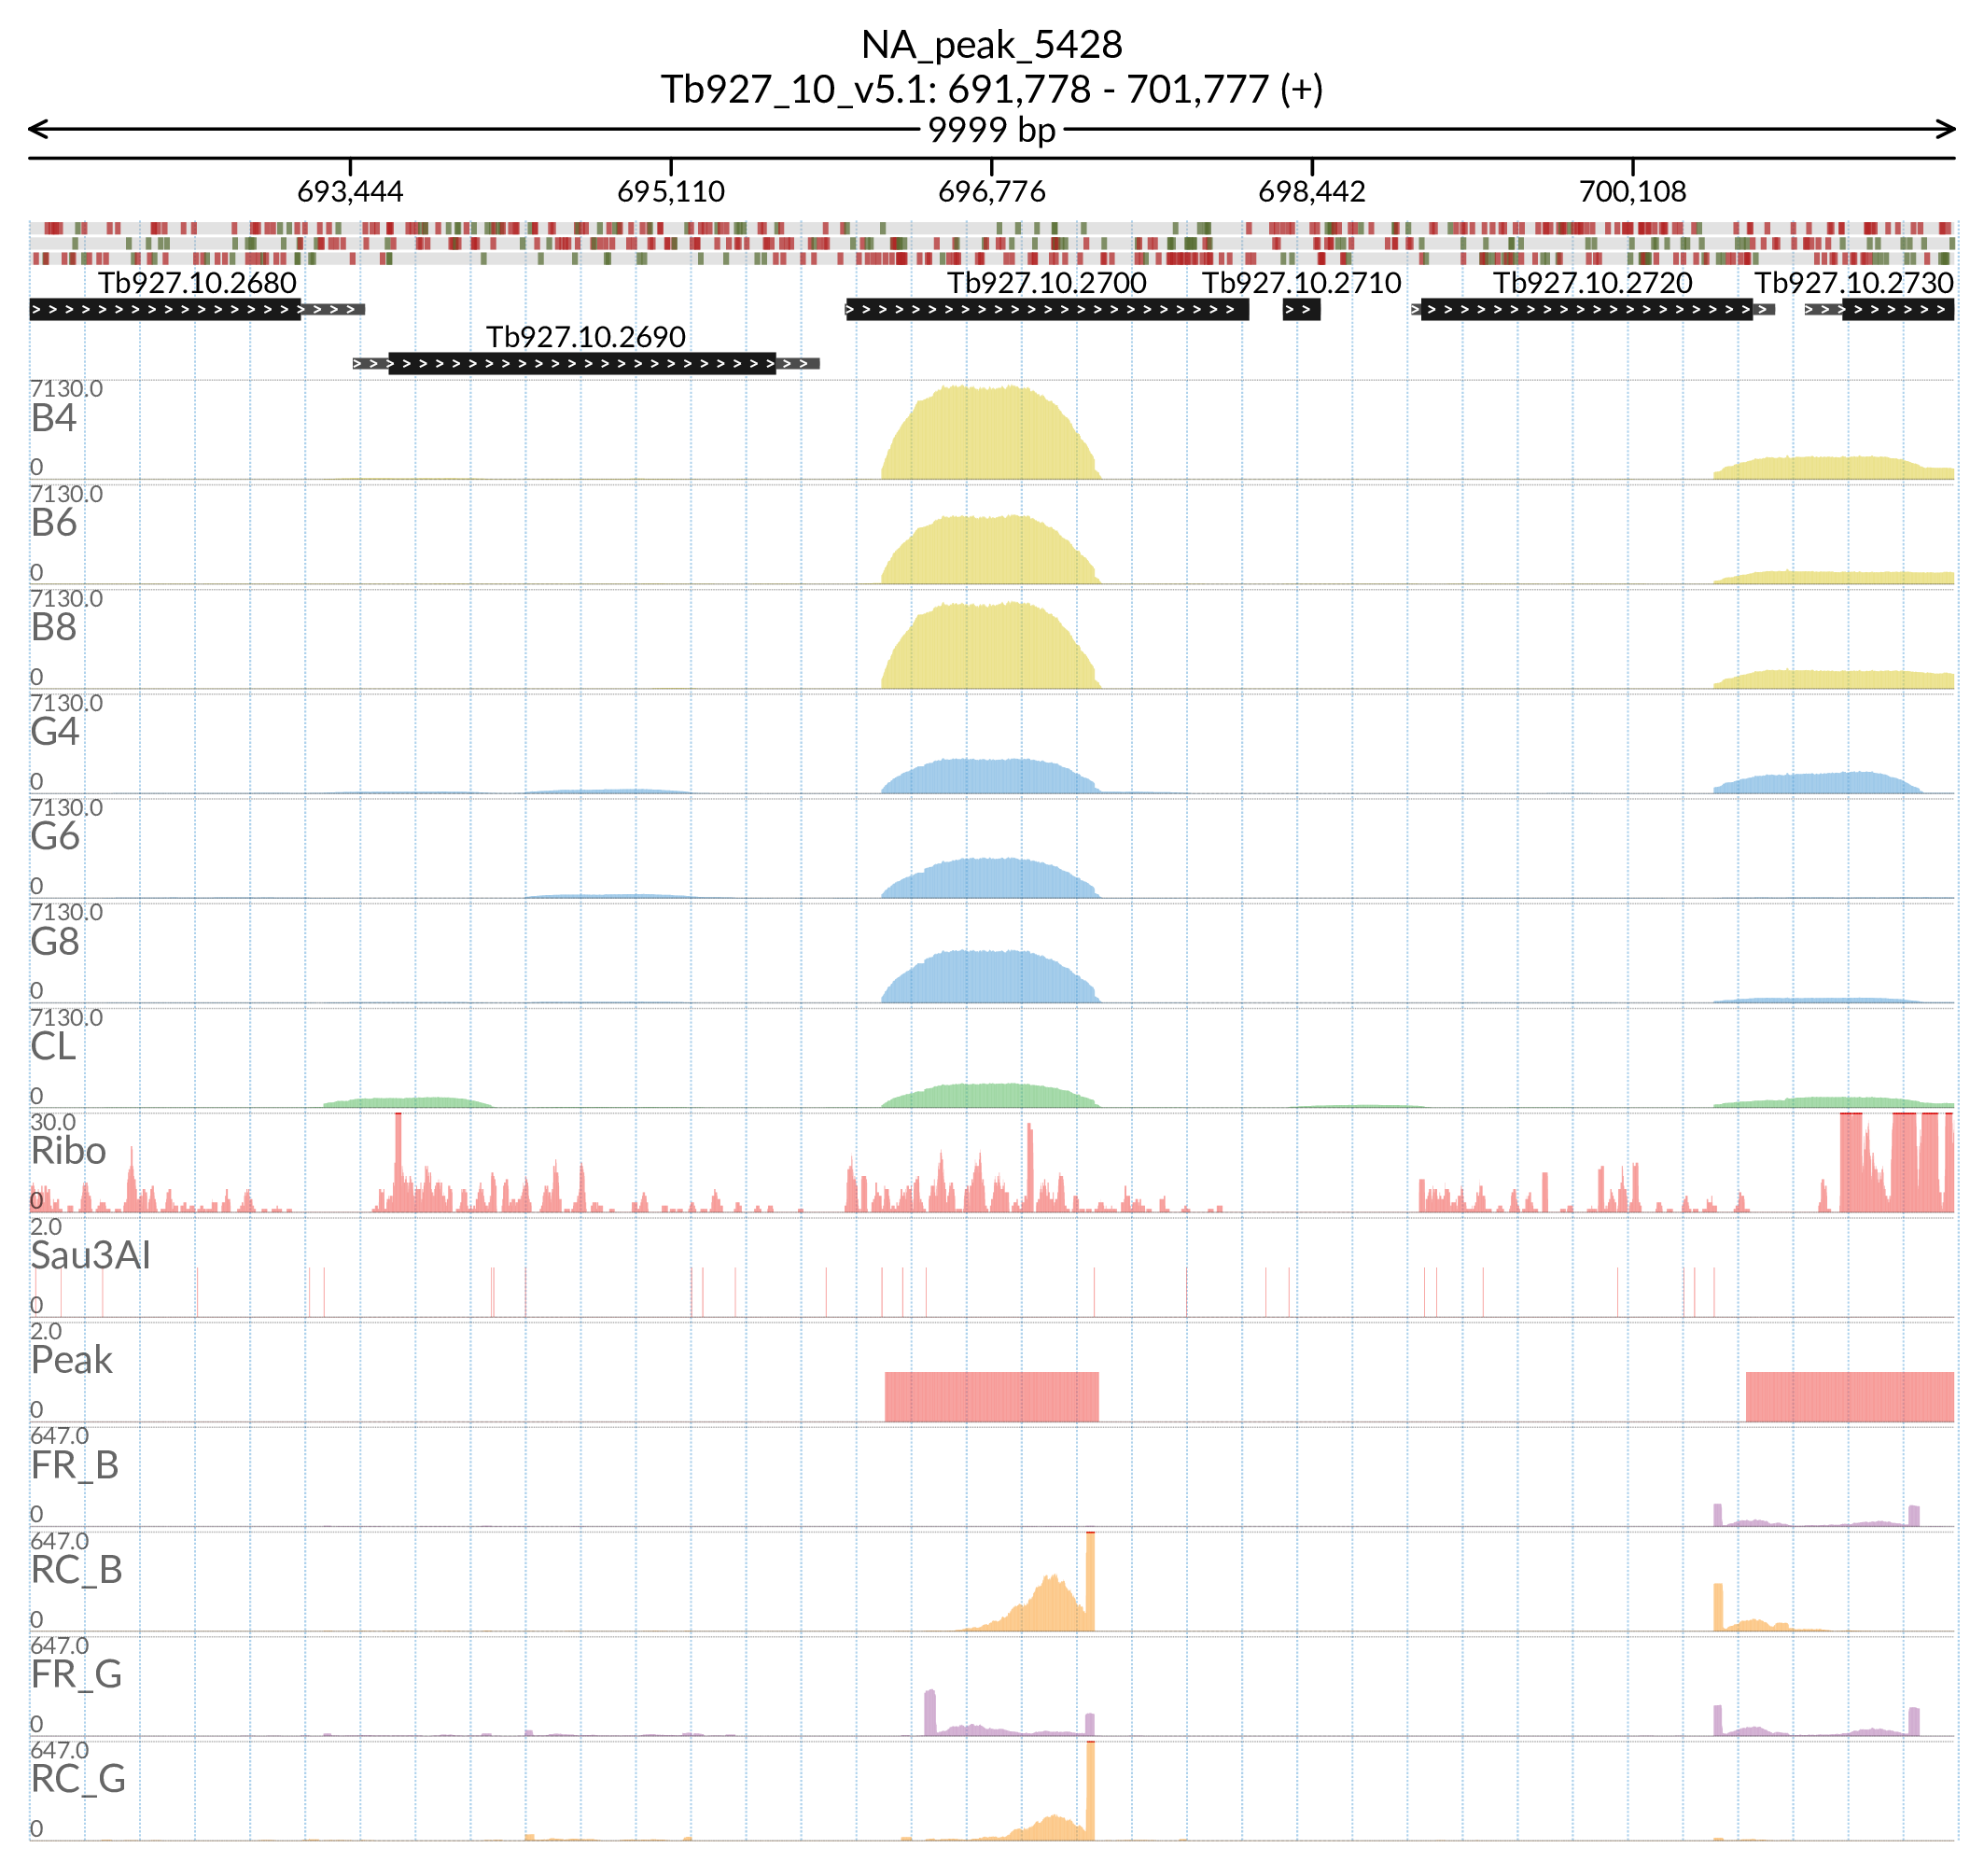 NA_peak_5428
Tb927_10_v5.1: 691,778 - 701,777 (+)
9999 bp
693,444 695,110 696,776 698,442 700,108
Tb927.10.2680 Tb927.10.2700 Tb927.10.2710 Tb927.10.2720 Tb927.10.2730
Tb927.10.2690
7130.0
B4
0
7130.0
B6
0
7130.0
B8
0
7130.0
G4
0
7130.0
G6
0
7130.0
G8
0
7130.0
CL
0
30.0
Ribo
0
2.0
Sau3AI
0
2.0
Peak
0
647.0
FR_B
0
647.0
RC_B
0
647.0
FR_G
0
647.0
RC_G
0